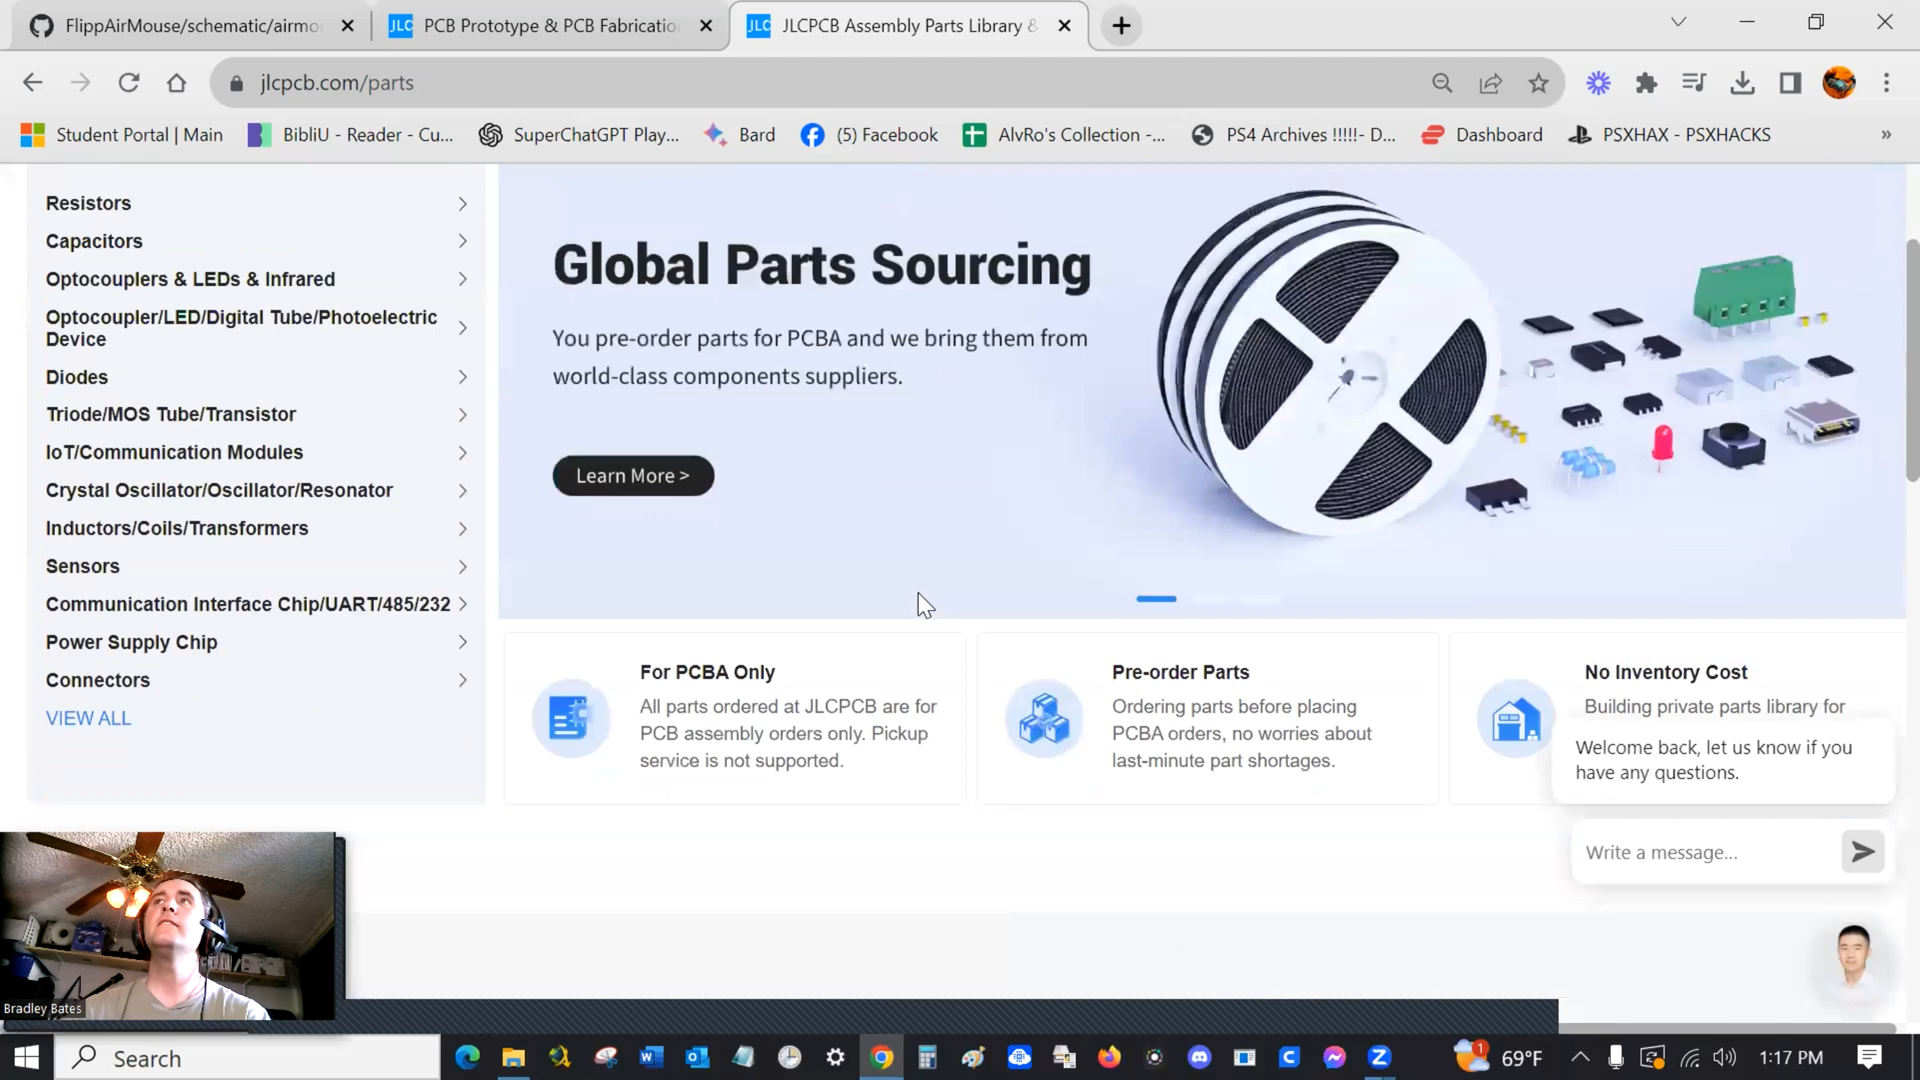 FlippAirMouse/schematic/airmo
JLC PCB Prototype & PCB Fabricatio
JLC JLCPCB Assembly Parts Library &
jlcpcb.com/parts
Student Portal | Main
BibliU - Reader - Cu...
SuperChatGPT Play...
Bard
(5) Facebook
AlvRo's Collection -...
PS4 Archives !!!!!- D...
Dashboard
PSXHAX - PSXHACKS
»
Resistors
Capacitors
Optocouplers & LEDs & Infrared
Optocoupler/LED/Digital Tube/Photoelectric
Device
Diodes
Triode/MOS Tube/Transistor
IoT/Communication Modules
Crystal Oscillator/Oscillator/Resonator
Inductors/Coils/Transformers
Sensors
Communication Interface Chip/UART/485/232
Power Supply Chip
Connectors
VIEW ALL
Global Parts Sourcing
You pre-order parts for PCBA and we bring them from
world-class components suppliers.
Learn More >
For PCBA Only
All parts ordered at JLCPCB are for
PCB assembly orders only. Pickup
service is not supported.
Pre-order Parts
Ordering parts before placing
PCBA orders, no worries about
last-minute part shortages.
No Inventory Cost
Building private parts library for
Welcome back, let us know if you
have any questions.
Write a message...
Bradley Bates
Search
1
69°F
1:17 PM